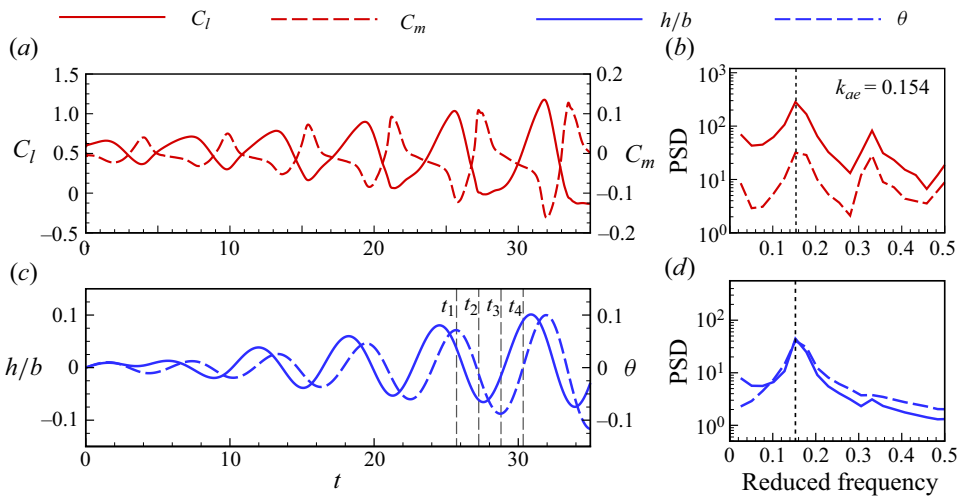 C_l C_m h/b θ
(a) (b)
1.5 0.2 10^3
k_ae = 0.154
1.0 0.1 10^2
C_l 0.5 0 C_m PSD
0 –0.1 10^1
–0.5 –0.2 10^0
0 10 20 30 0.1 0.2 0.3 0.4 0.5
(c) (d)
t_1 t_2 t_3 t_4
0.1 0.1 10^2
h/b 0 0 θ PSD 10^1
–0.1 –0.1 10^0
0 10 20 30 0 0.1 0.2 0.3 0.4 0.5
t Reduced frequency